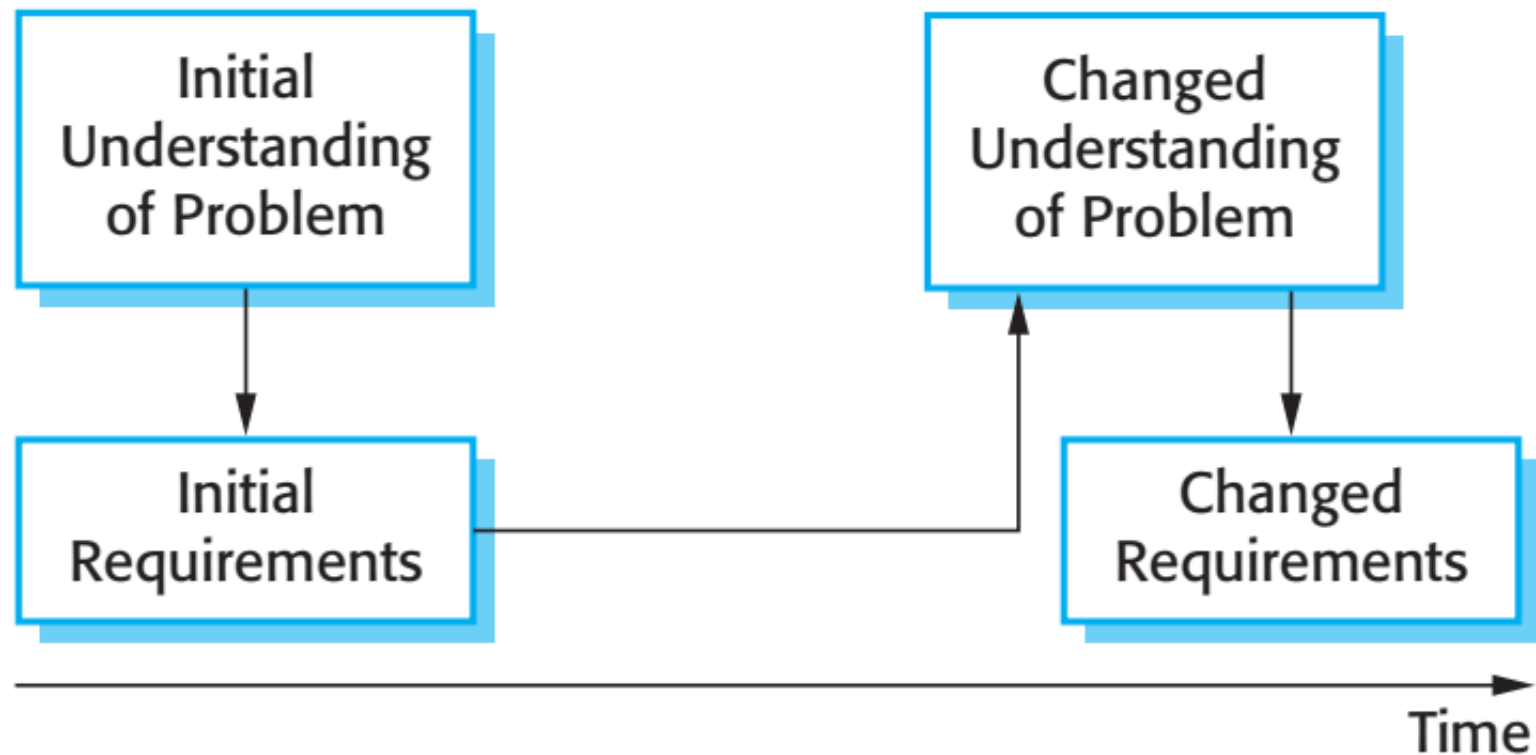 Initial
Understanding
of Problem
Changed
Understanding
of Problem
Initial
Requirements
Changed
Requirements
Time